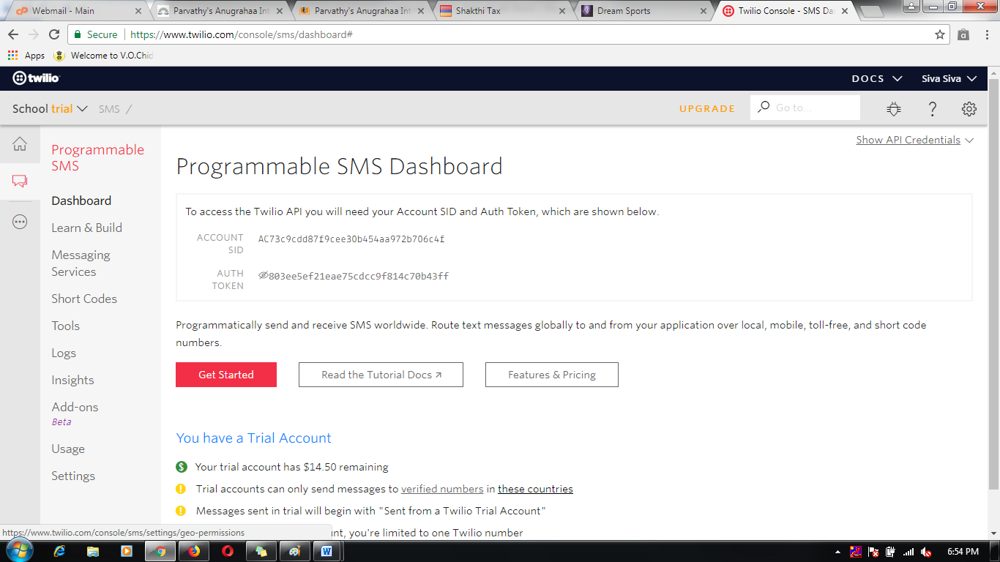 Webmail - Main
Parvathy's Anugrahaa Int
Parvathy's Anugrahaa Int
Shakthi Tax
Dream Sports
Twilio Console - SMS Da
Secure
https://www.twilio.com/console/sms/dashboard#
Apps
Welcome to V.O.Chid
twilio
DOCS
Siva Siva
School trial
SMS /
UPGRADE
Go to...
Show API Credentials
Programmable
SMS
Dashboard
Learn & Build
Messaging
Services
Short Codes
Tools
Logs
Insights
Add-ons
Beta
Usage
Settings
Programmable SMS Dashboard
To access the Twilio API you will need your Account SID and Auth Token, which are shown below.
ACCOUNT
SID
AC73c9cdd87f9cee30b454aa972b706c4f
AUTH
TOKEN
803ee5ef21eae75cdcc9f814c70b43ff
Programmatically send and receive SMS worldwide. Route text messages globally to and from your application over local, mobile, toll-free, and short code
numbers.
Get Started
Read the Tutorial Docs
Features & Pricing
You have a Trial Account
Your trial account has $14.50 remaining
Trial accounts can only send messages to verified numbers in these countries
Messages sent in trial will begin with "Sent from a Twilio Trial Account"
nt, you're limited to one Twilio number
https://www.twilio.com/console/sms/settings/geo-permissions
6:54 PM